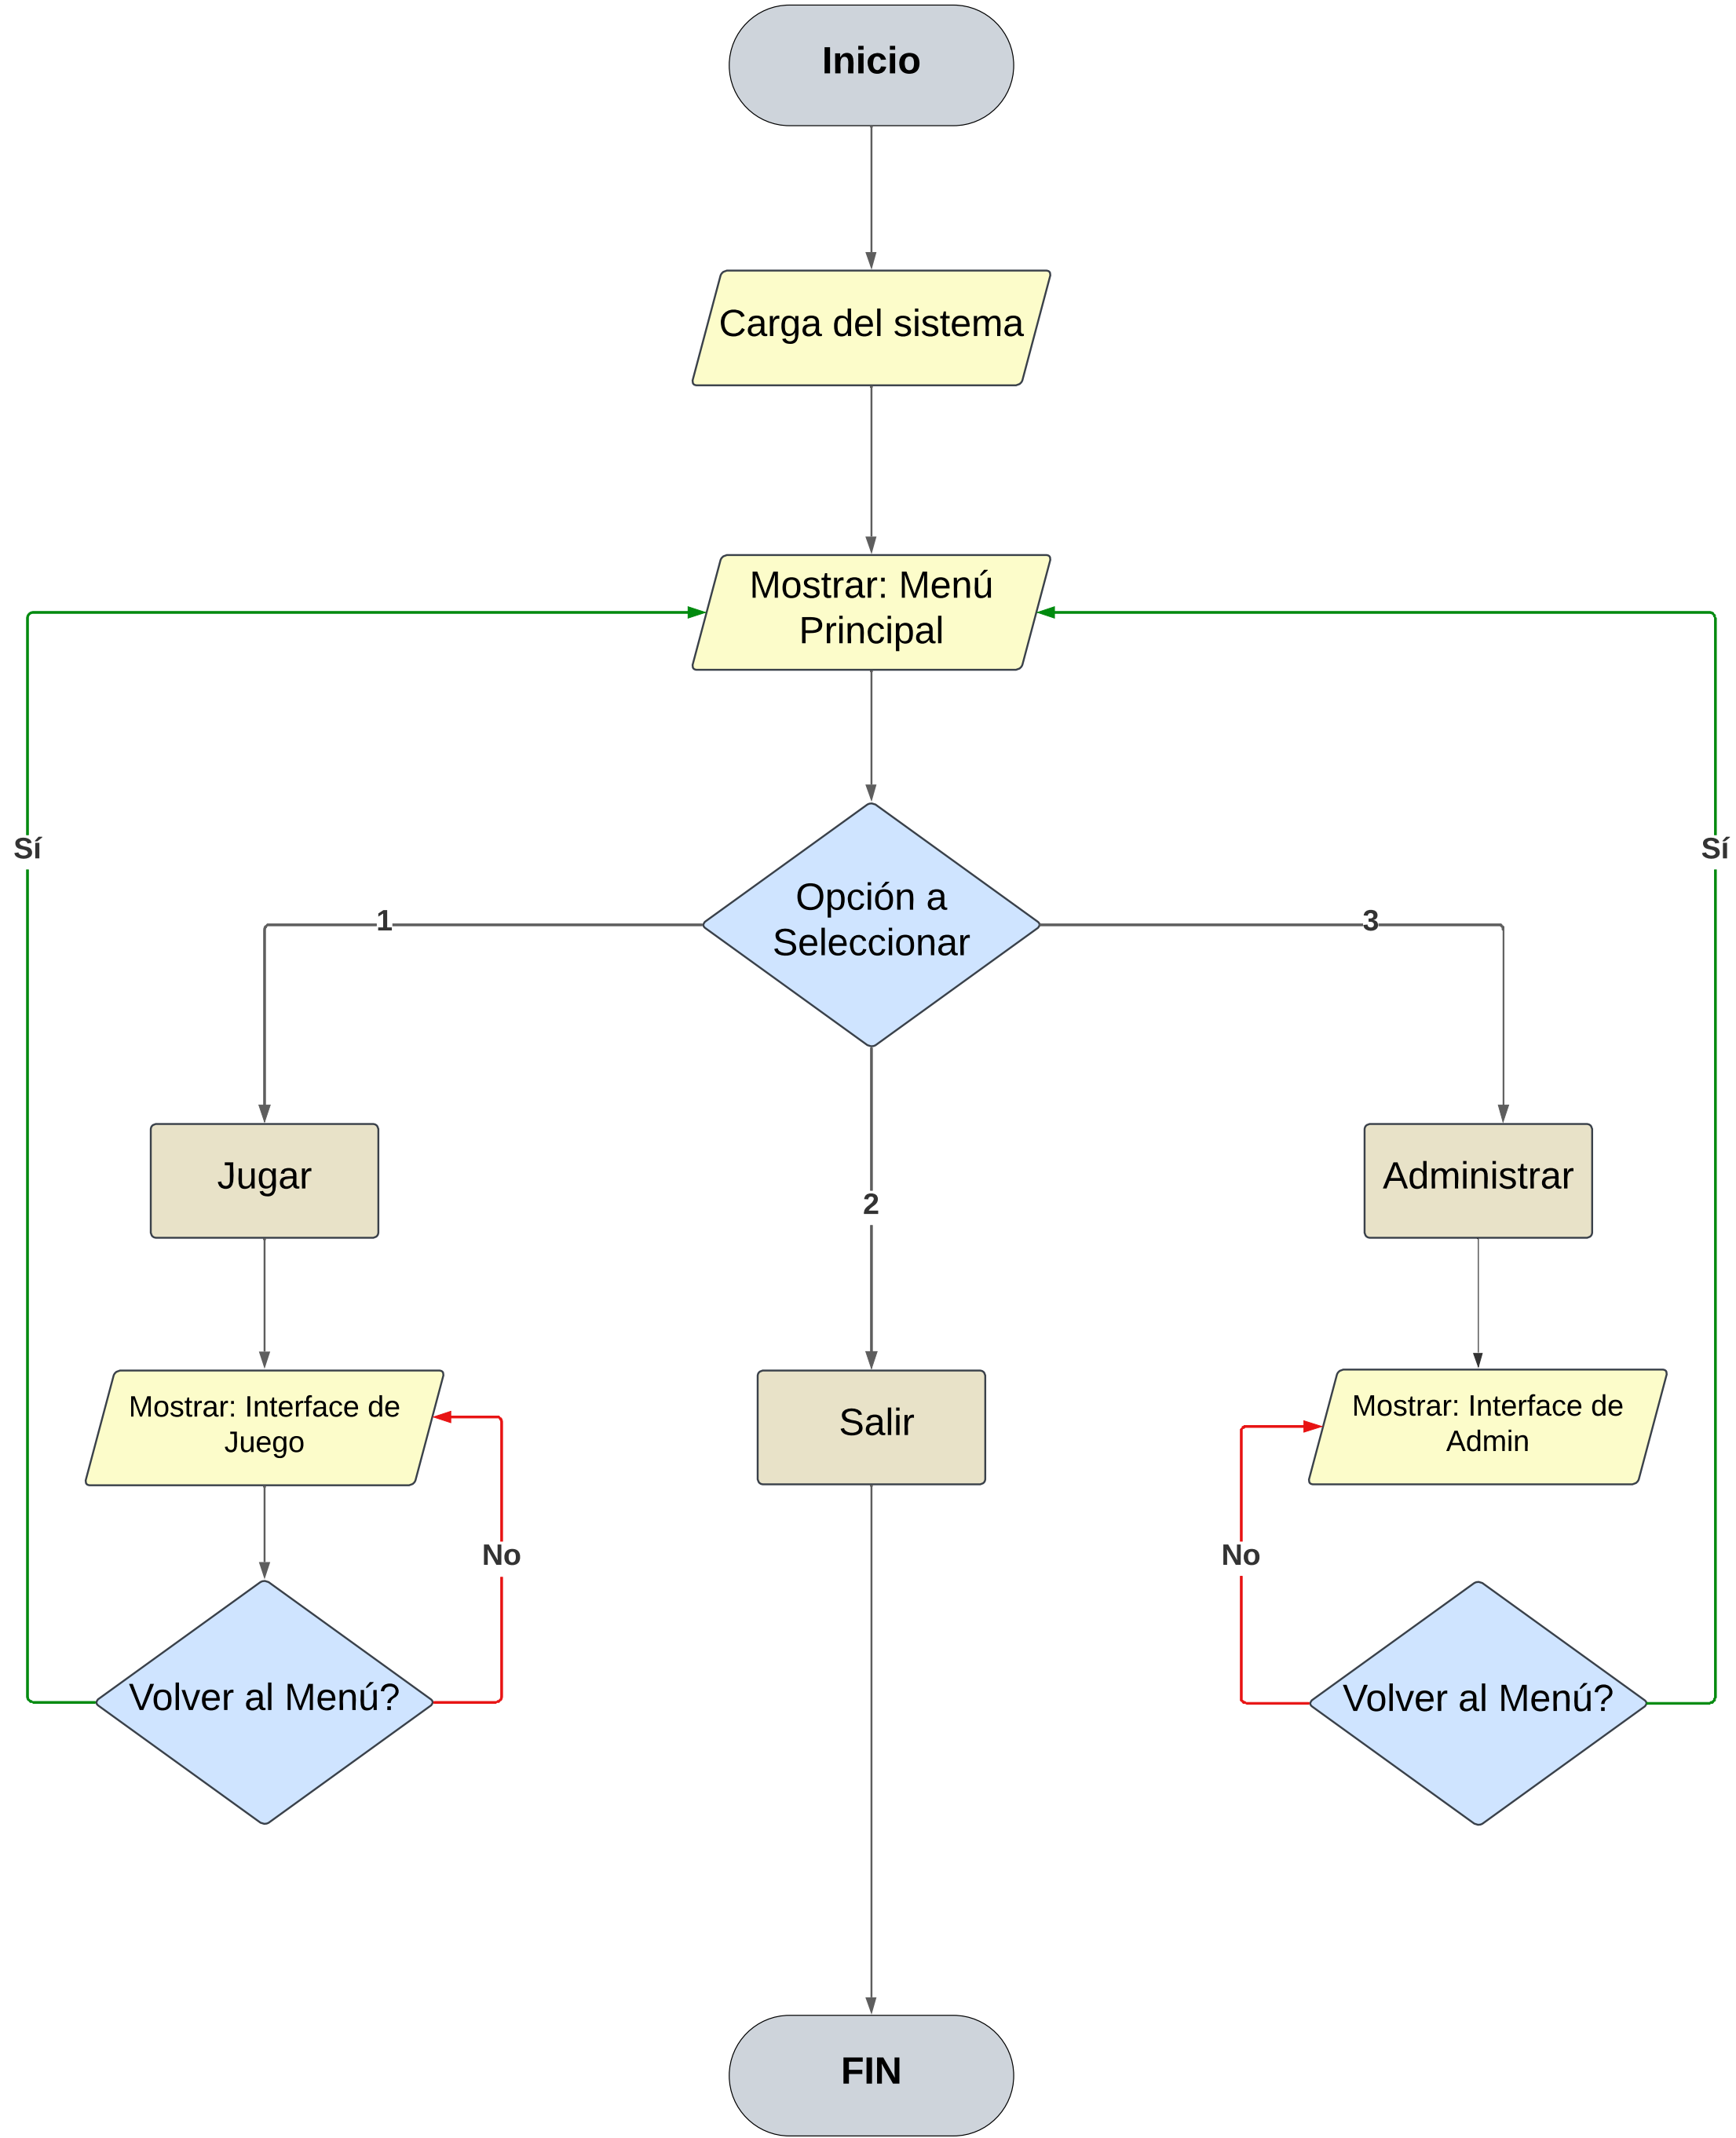 Inicio
Carga del sistema
Mostrar: Menú
Principal
Sí
Sí
Opción a
Seleccionar
1
3
Jugar
2
Administrar
Mostrar: Interface de
Juego
Salir
Mostrar: Interface de
Admin
No
No
Volver al Menú?
Volver al Menú?
FIN